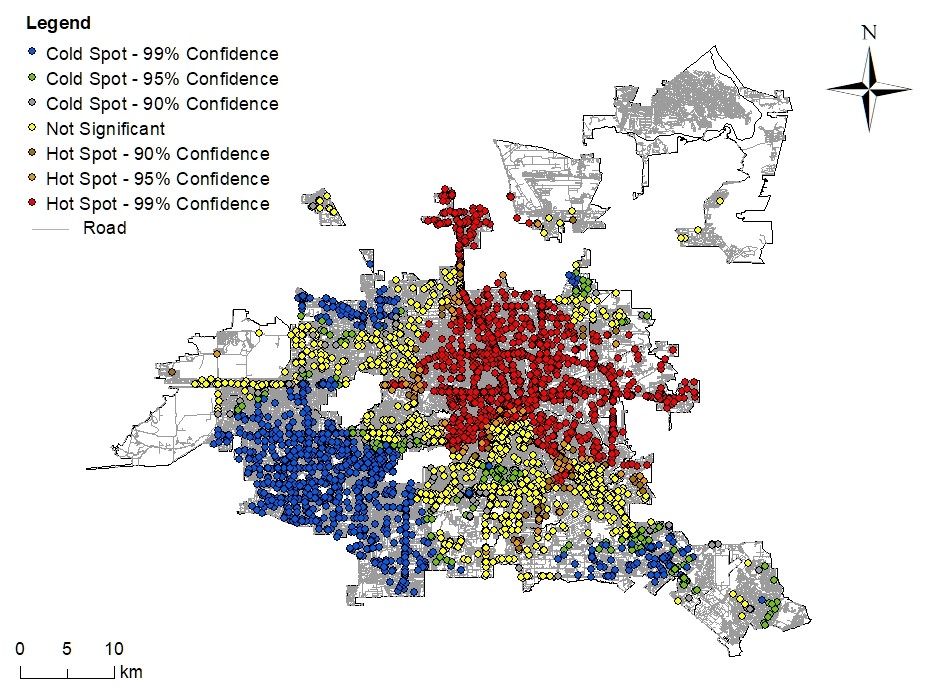 Legend
Cold Spot - 99% Confidence
Cold Spot - 95% Confidence
Cold Spot - 90% Confidence
Not Significant
Hot Spot - 90% Confidence
Hot Spot - 95% Confidence
Hot Spot - 99% Confidence
Road
N
0 5 10
km